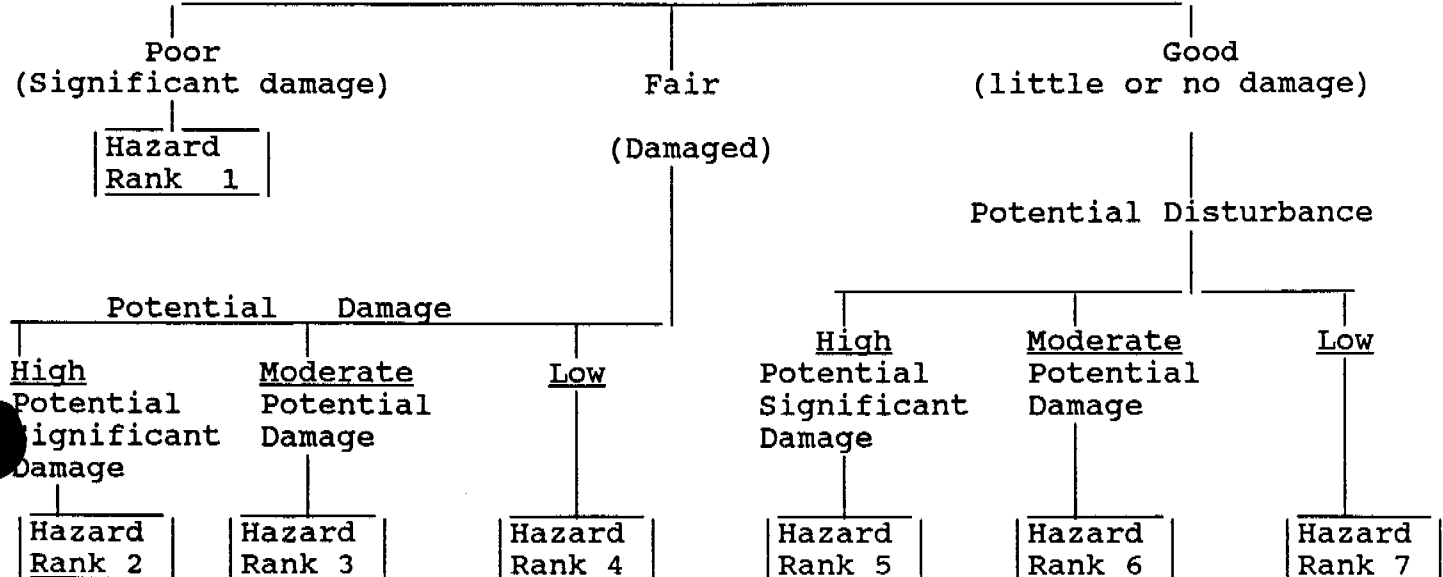 Poor
(Significant damage)
Hazard
Rank 1
Fair
(Damaged)
Good
(little or no damage)
Potential Disturbance
Potential Damage
High
Potential
Significant
Damage
Hazard
Rank 2
Moderate
Potential
Damage
Hazard
Rank 3
Low
Hazard
Rank 4
High
Potential
Significant
Damage
Hazard
Rank 5
Moderate
Potential
Damage
Hazard
Rank 6
Low
Hazard
Rank 7